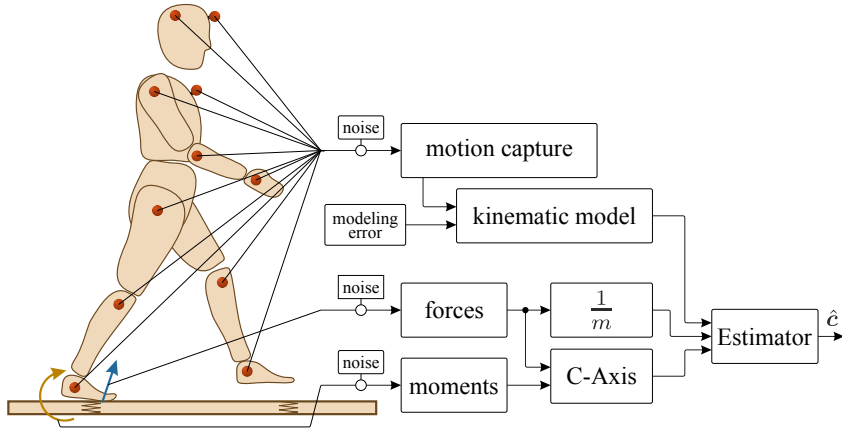 noise
motion capture
modeling
error
kinematic model
noise
forces
1
m
ĉ
Estimator
noise
moments
C-Axis